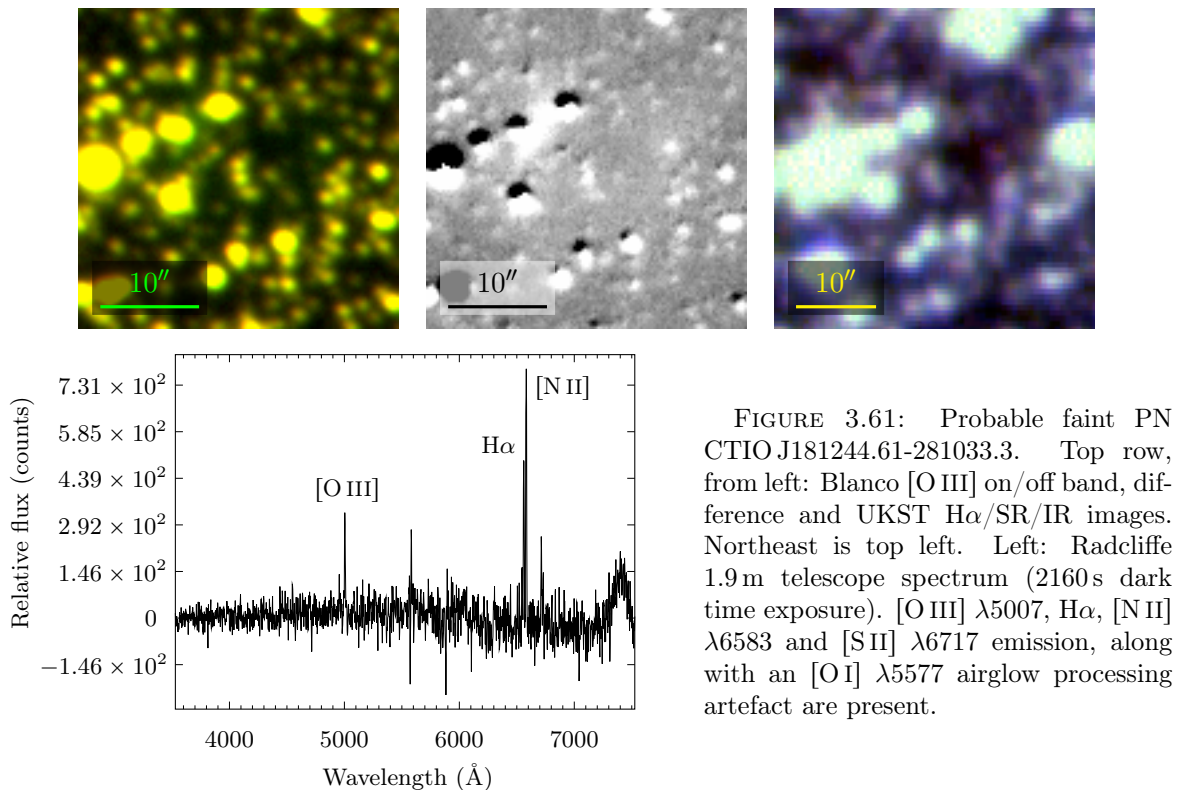 10″ 10″ 10″
7.31 × 10²
5.85 × 10²
4.39 × 10²
2.92 × 10²
1.46 × 10²
0
−1.46 × 10²
Relative flux (counts)
[O III]
Hα
[N II]
4000 5000 6000 7000
Wavelength (Å)
FIGURE 3.61: Probable faint PN
CTIO J181244.61-281033.3. Top row,
from left: Blanco [O III] on/off band, dif-
ference and UKST Hα/SR/IR images.
Northeast is top left. Left: Radcliffe
1.9 m telescope spectrum (2160 s dark
time exposure). [O III] λ5007, Hα, [N II]
λ6583 and [S II] λ6717 emission, along
with an [O I] λ5577 airglow processing
artefact are present.